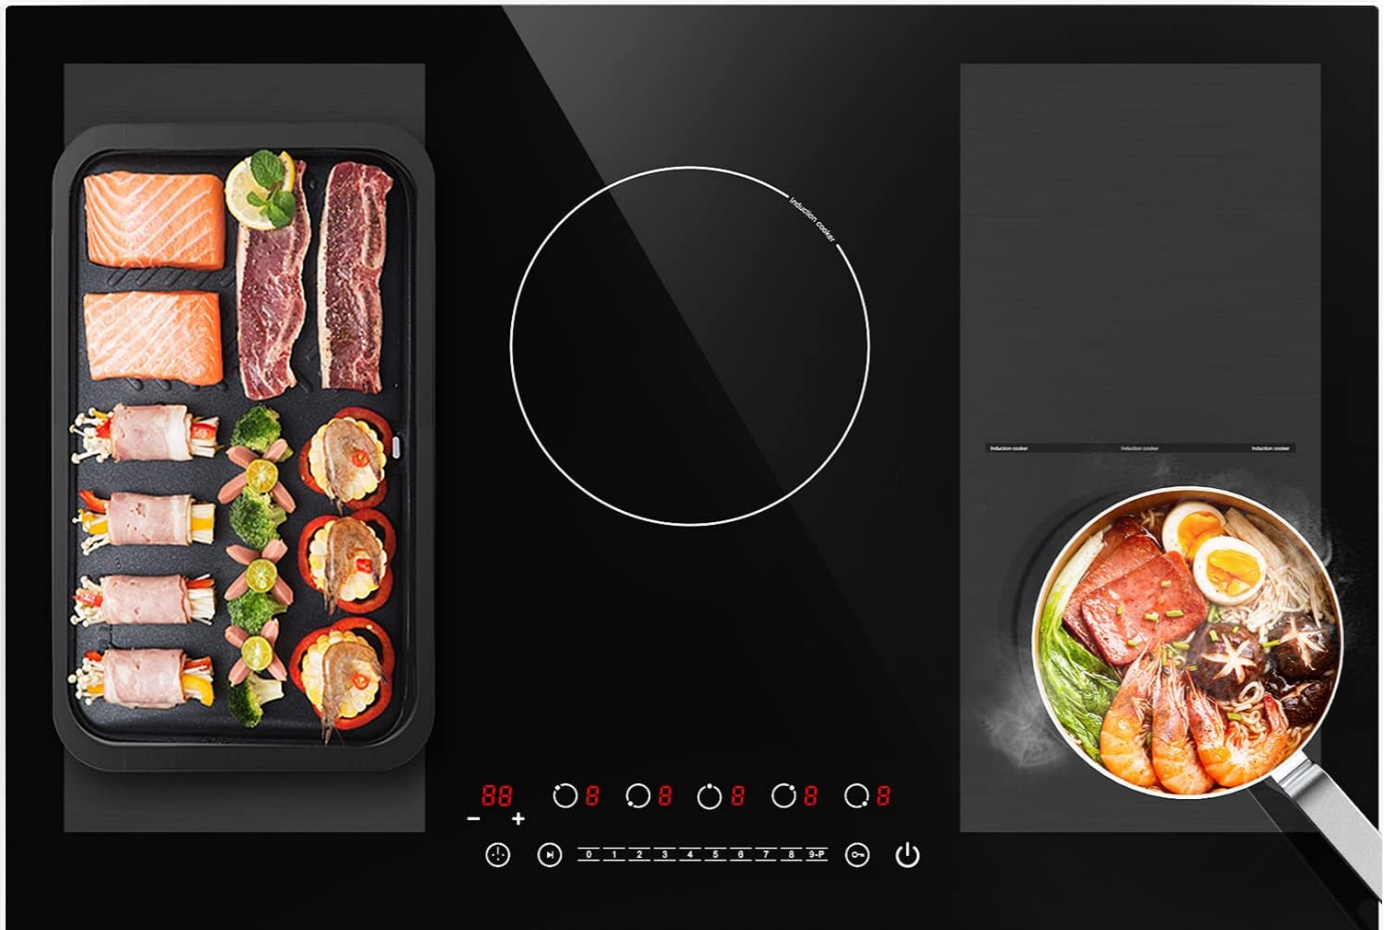 Induction cooker
Induction cooker Induction cooker Induction cooker
88 8 8 8 8 8
− +
0 1 2 3 4 5 6 7 8 9-P